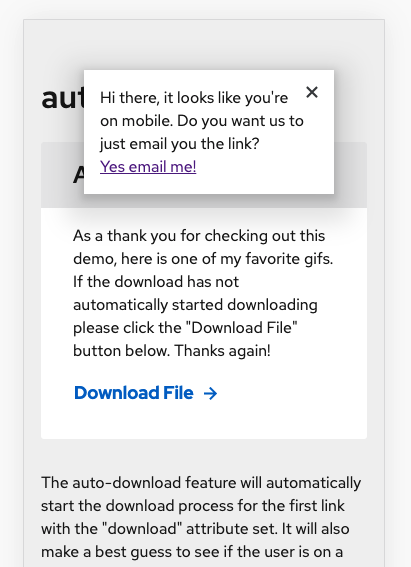 Hi there, it looks like you're
on mobile. Do you want us to
just email you the link?
Yes email me!
As a thank you for checking out this
demo, here is one of my favorite gifs.
If the download has not
automatically started downloading
please click the "Download File"
button below. Thanks again!
Download File →
The auto-download feature will automatically
start the download process for the first link
with the "download" attribute set. It will also
make a best guess to see if the user is on a